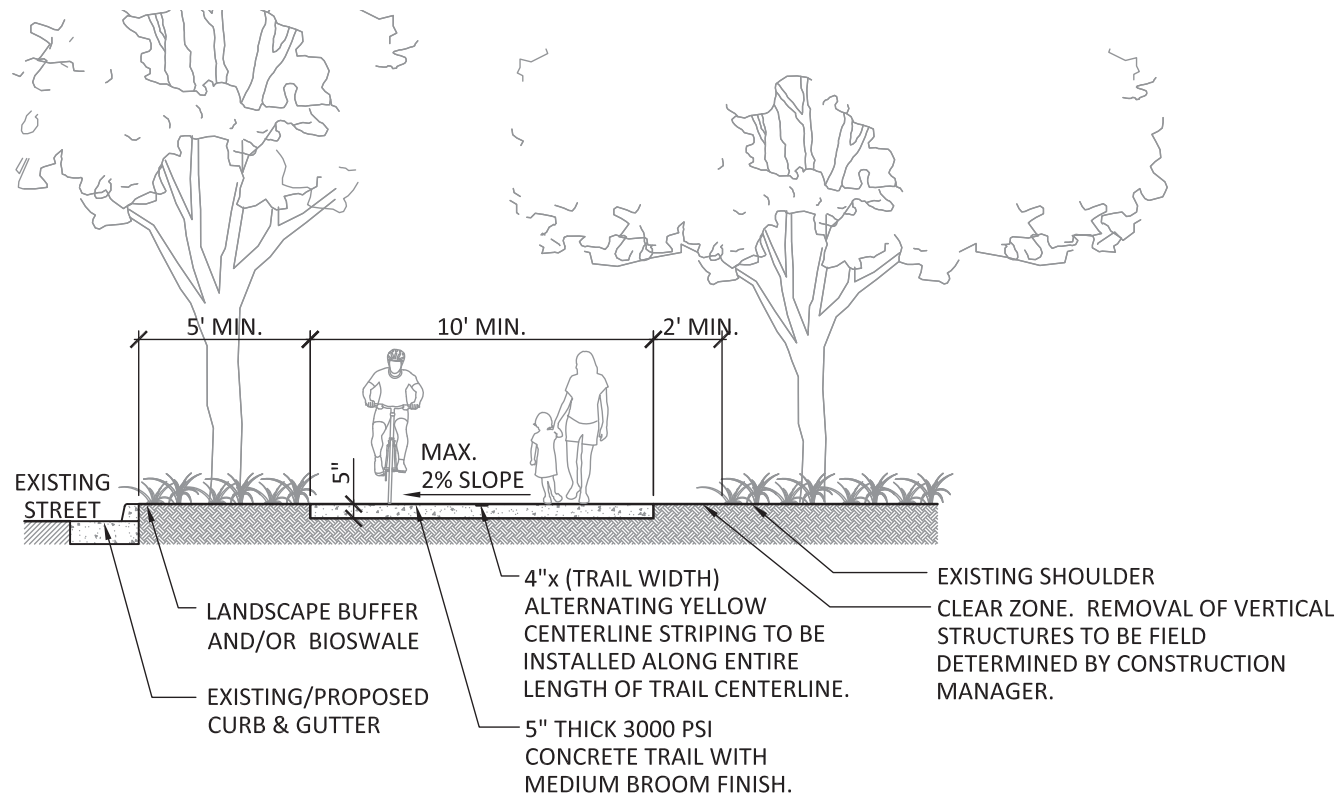 5' MIN.
10' MIN.
2' MIN.
5"
MAX.
2% SLOPE
EXISTING
STREET
LANDSCAPE BUFFER
AND/OR BIOSWALE
EXISTING/PROPOSED
CURB & GUTTER
4"x (TRAIL WIDTH)
ALTERNATING YELLOW
CENTERLINE STRIPING TO BE
INSTALLED ALONG ENTIRE
LENGTH OF TRAIL CENTERLINE.
5" THICK 3000 PSI
CONCRETE TRAIL WITH
MEDIUM BROOM FINISH.
EXISTING SHOULDER
CLEAR ZONE. REMOVAL OF VERTICAL
STRUCTURES TO BE FIELD
DETERMINED BY CONSTRUCTION
MANAGER.